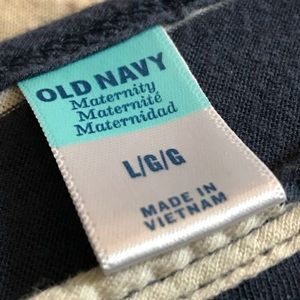 OLD NAVY
Maternity
Maternité
Maternidad
L/G/G
MADE IN
VIETNAM